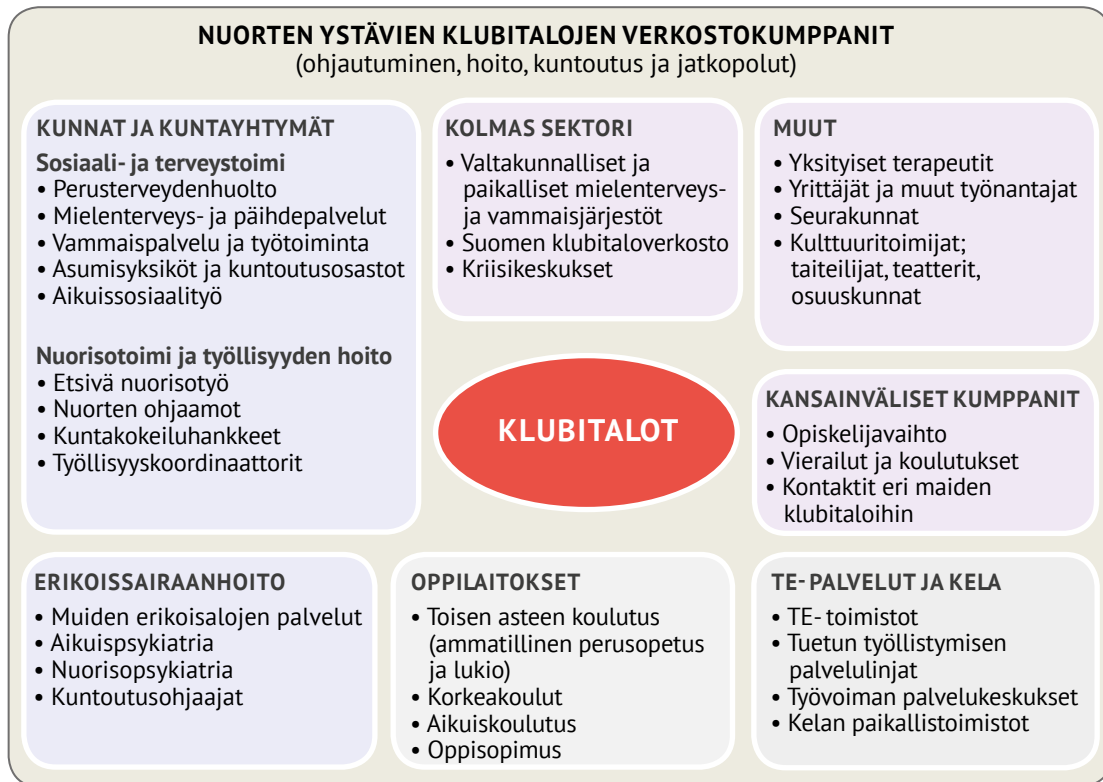 NUORTEN YSTÄVIEN KLUBITALOJEN VERKOSTOKUMPPANIT
(ohjautuminen, hoito, kuntoutus ja jatkopolut)
KUNNAT JA KUNTAYHTYMÄT
Sosiaali- ja terveystoimi
• Perusterveydenhuolto
• Mielenterveys- ja päihdepalvelut
• Vammaispalvelu ja työtoiminta
• Asumisyksiköt ja kuntoutusosastot
• Aikuissosiaalityö
Nuorisotoimi ja työllisyyden hoito
• Etsivä nuorisotyö
• Nuorten ohjaamot
• Kuntakokeiluhankkeet
• Työllisyyskoordinaattorit
KOLMAS SEKTORI
• Valtakunnalliset ja
paikalliset mielenterveys-
ja vammaisjärjestöt
• Suomen klubitaloverkosto
• Kriisikeskukset
MUUT
• Yksityiset terapeutit
• Yrittäjät ja muut työnantajat
• Seurakunnat
• Kulttuuritoimijat;
taiteilijat, teatterit,
osuuskunnat
KLUBITALOT
KANSAINVÄLISET KUMPPANIT
• Opiskelijavaihto
• Vierailut ja koulutukset
• Kontaktit eri maiden
klubitaloihin
ERIKOISSAIRAANHOITO
• Muiden erikoisalojen palvelut
• Aikuispsykiatria
• Nuorisopsykiatria
• Kuntoutusohjaajat
OPPILAITOKSET
• Toisen asteen koulutus
(ammatillinen perusopetus
ja lukio)
• Korkeakoulut
• Aikuiskoulutus
• Oppisopimus
TE- PALVELUT JA KELA
• TE- toimistot
• Tuetun työllistymisen
palvelulinjat
• Työvoiman palvelukeskukset
• Kelan paikallistoimistot